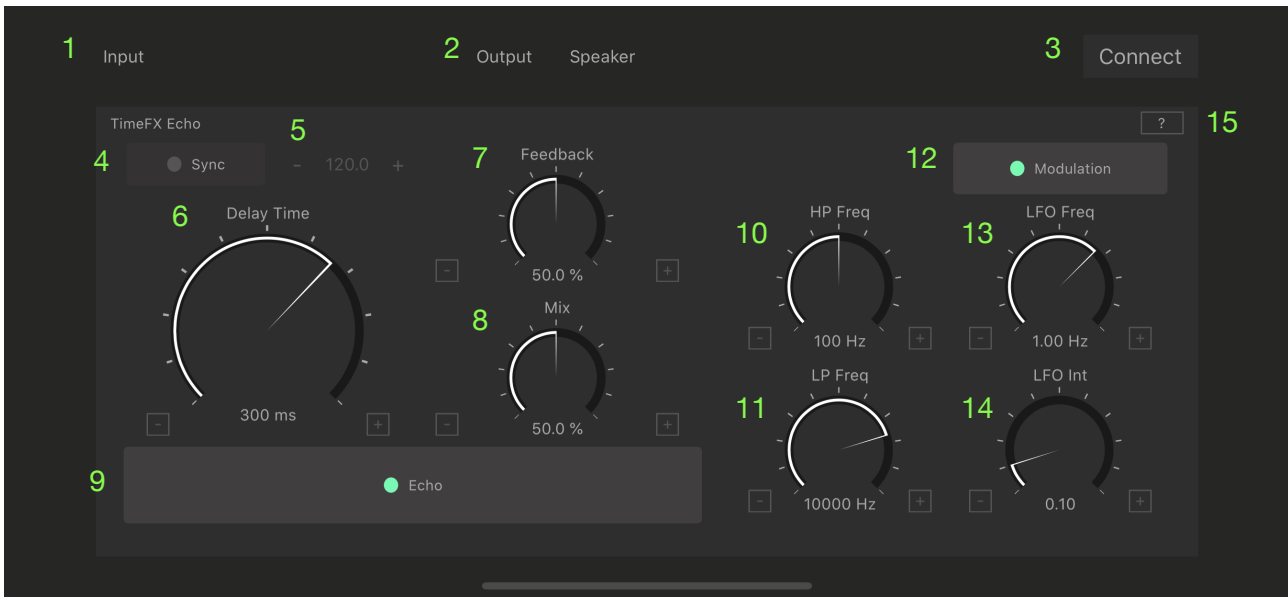 1 Input 2 Output Speaker 3 Connect
TimeFX Echo ? 15
4 Sync 5 - 120.0 + 7 Feedback 12 Modulation
6 Delay Time 10 HP Freq 13 LFO Freq
- 50.0 % +
8 Mix
- 100 Hz + - 1.00 Hz +
11 LP Freq 14 LFO Int
- 300 ms + - 50.0 % +
9 Echo
- 10000 Hz + - 0.10 +